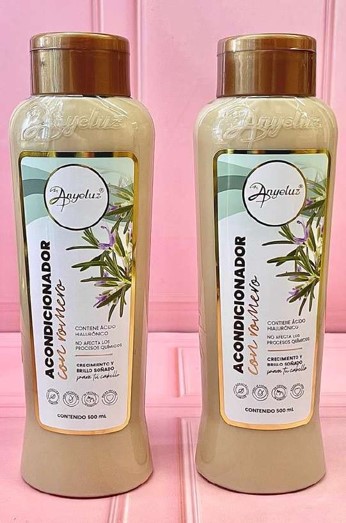 Anyeluz®
Anyeluz®
ACONDICIONADOR
con romero
CONTIENE ÁCIDO
HIALURÓNICO
NO AFECTA LOS
PROCESOS QUÍMICOS
CRECIMIENTO Y
BRILLO SOÑADO
para tu cabello
CONTENIDO 500 mL
Anyeluz®
Anyeluz®
ACONDICIONADOR
con romero
CONTIENE ÁCIDO
HIALURÓNICO
NO AFECTA LOS
PROCESOS QUÍMICOS
CRECIMIENTO Y
BRILLO SOÑADO
para tu cabello
CONTENIDO 500 mL